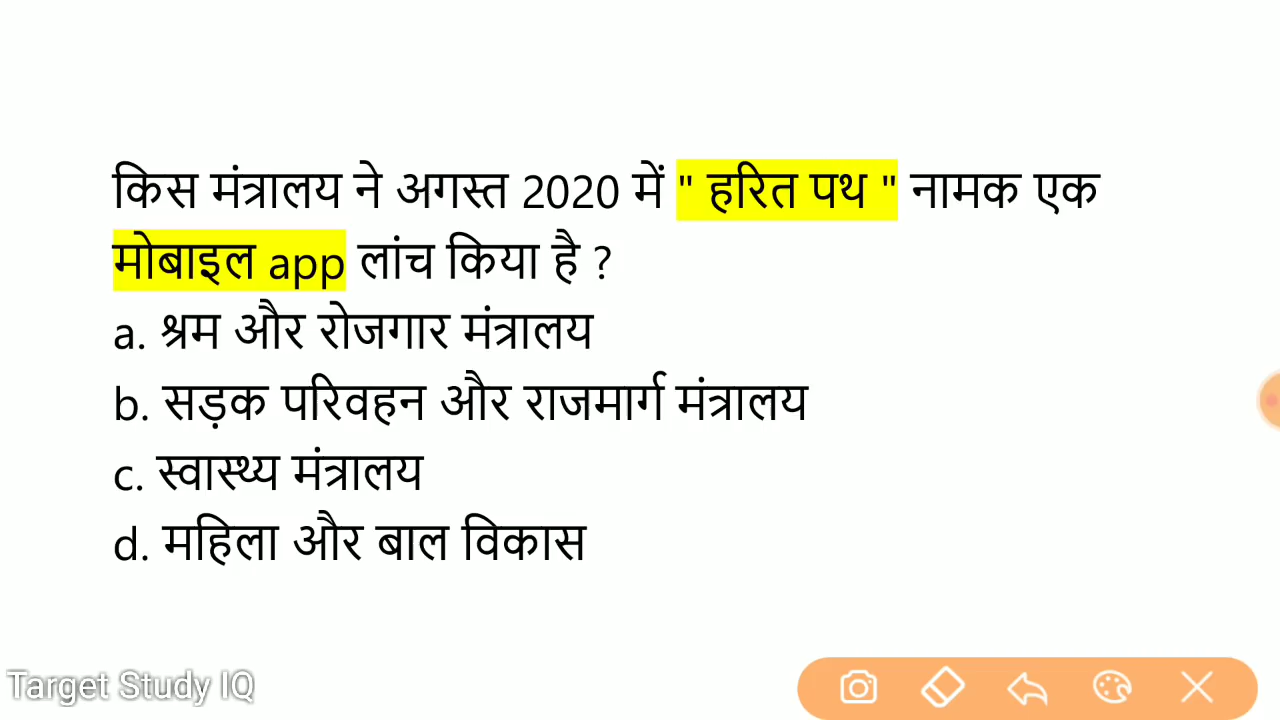 किस मंत्रालय ने अगस्त 2020 में " हरित पथ " नामक एक
मोबाइल app लांच किया है ?
a. श्रम और रोजगार मंत्रालय
b. सड़क परिवहन और राजमार्ग मंत्रालय
c. स्वास्थ्य मंत्रालय
d. महिला और बाल विकास
Target Study IQ